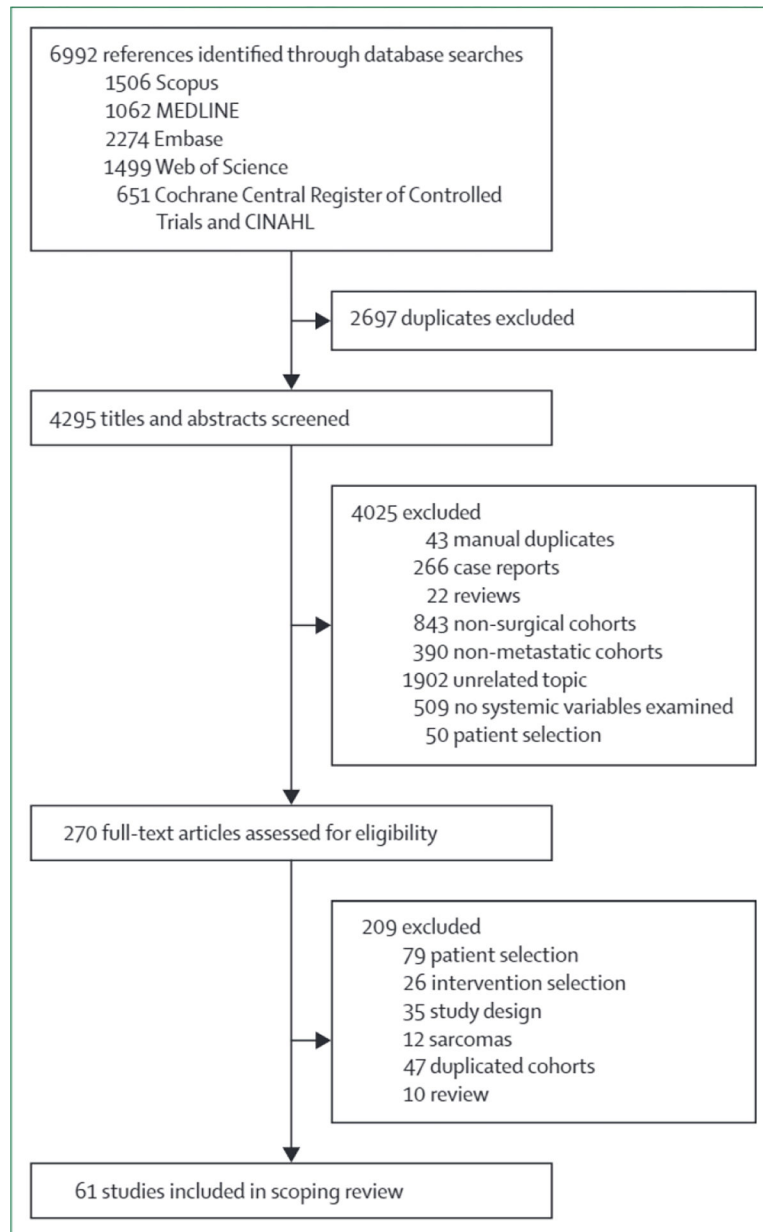 6992 references identified through database searches
1506 Scopus
1062 MEDLINE
2274 Embase
1499 Web of Science
651 Cochrane Central Register of Controlled
Trials and CINAHL
2697 duplicates excluded
4295 titles and abstracts screened
4025 excluded
43 manual duplicates
266 case reports
22 reviews
843 non-surgical cohorts
390 non-metastatic cohorts
1902 unrelated topic
509 no systemic variables examined
50 patient selection
270 full-text articles assessed for eligibility
209 excluded
79 patient selection
26 intervention selection
35 study design
12 sarcomas
47 duplicated cohorts
10 review
61 studies included in scoping review